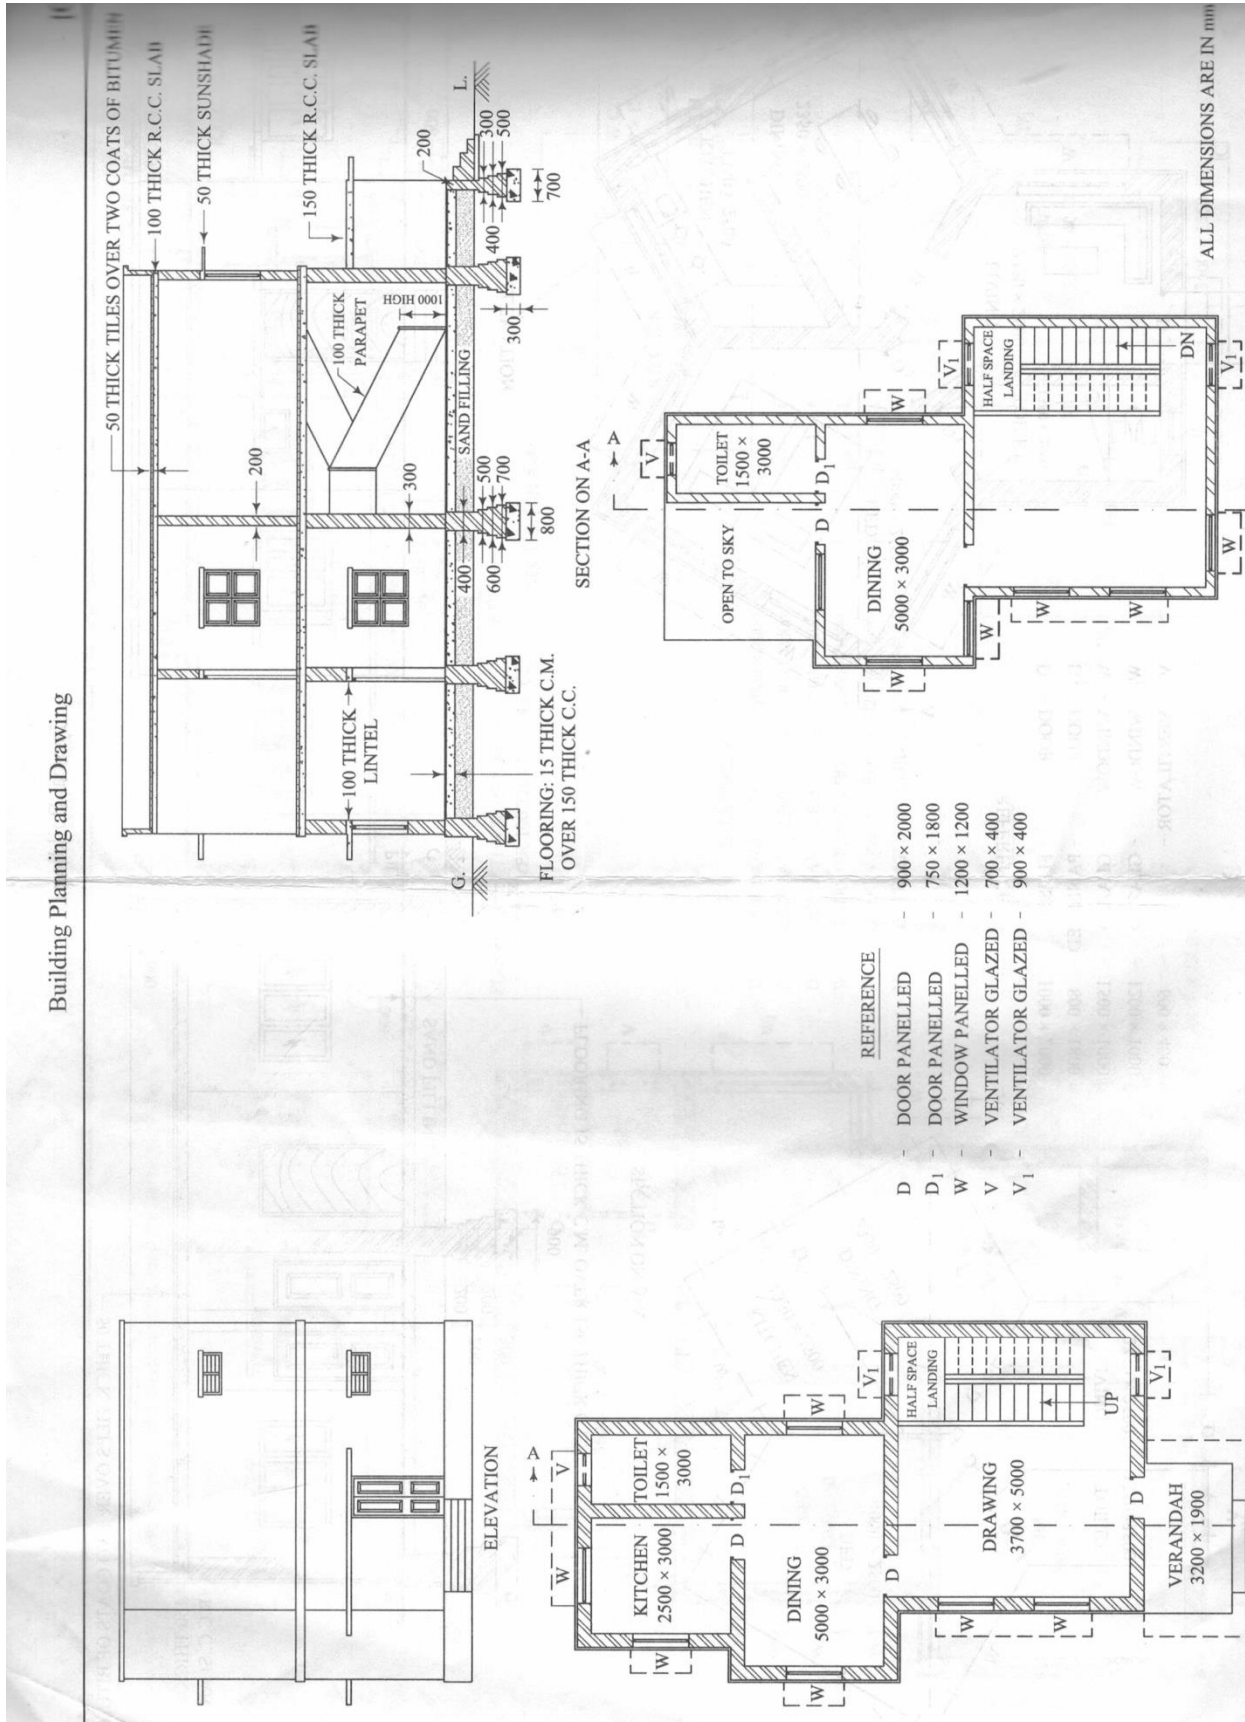 Building Planning and Drawing
50 THICK TILES OVER TWO COATS OF BITUMEN
100 THICK R.C.C. SLAB
50 THICK SUNSHADE
150 THICK R.C.C. SLAB
200
100 THICK
PARAPET
1000 HIGH
100 THICK
LINTEL
300
SAND FILLING
G.
L.
200
300
500
400
700
300
400
500
600
700
800
FLOORING: 15 THICK C.M.
OVER 150 THICK C.C.
SECTION ON A-A
ELEVATION
A
W
V
KITCHEN
2500 × 3000
TOILET
1500 ×
3000
W
D
D1
W
DINING
5000 × 3000
W
D
V1
HALF SPACE
LANDING
W
W
DRAWING
3700 × 5000
UP
D
V1
VERANDAH
3200 × 1900
REFERENCE
D - DOOR PANELLED - 900 × 2000
D1 - DOOR PANELLED - 750 × 1800
W - WINDOW PANELLED - 1200 × 1200
V - VENTILATOR GLAZED - 700 × 400
V1 - VENTILATOR GLAZED - 900 × 400
A
V
OPEN TO SKY
TOILET
1500 ×
3000
D
D1
W
DINING
5000 × 3000
W
W
V1
HALF SPACE
LANDING
W
W
DN
W
V1
ALL DIMENSIONS ARE IN mm